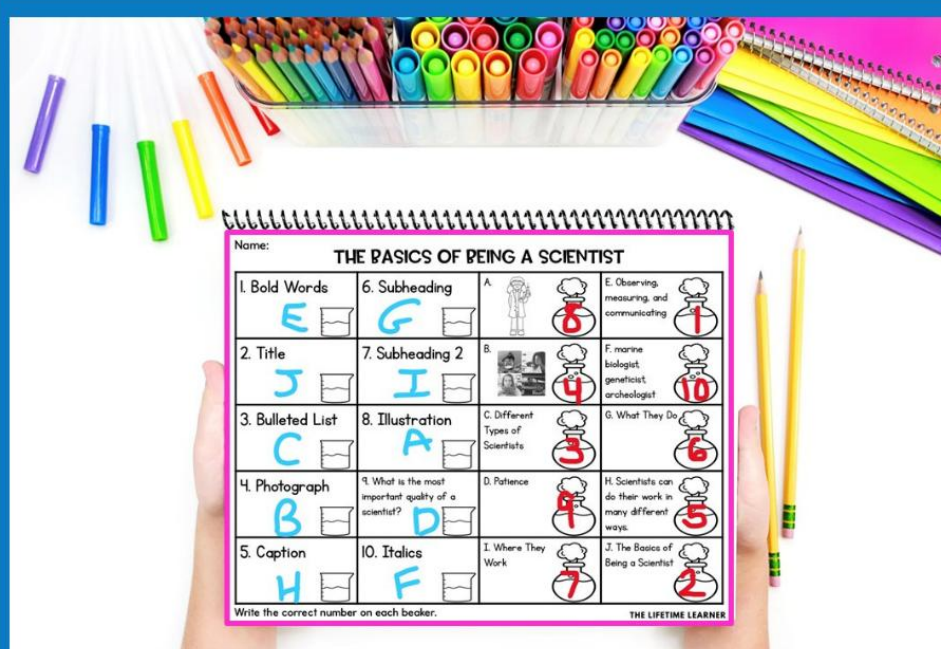 Name:
THE BASICS OF BEING A SCIENTIST
1. Bold Words
E
6. Subheading
G
A.
8
E. Observing,
measuring, and
communicating
1
2. Title
J
7. Subheading 2
I
B.
4
F. marine
biologist,
geneticist,
archeologist
10
3. Bulleted List
C
8. Illustration
A
C. Different
Types of
Scientists
3
G. What They Do
6
4. Photograph
B
9. What is the most
important quality of a
scientist?
D
D. Patience
9
H. Scientists can
do their work in
many different
ways.
5
5. Caption
H
10. Italics
F
I. Where They
Work
7
J. The Basics of
Being a Scientist
2
Write the correct number on each beaker.
THE LIFETIME LEARNER